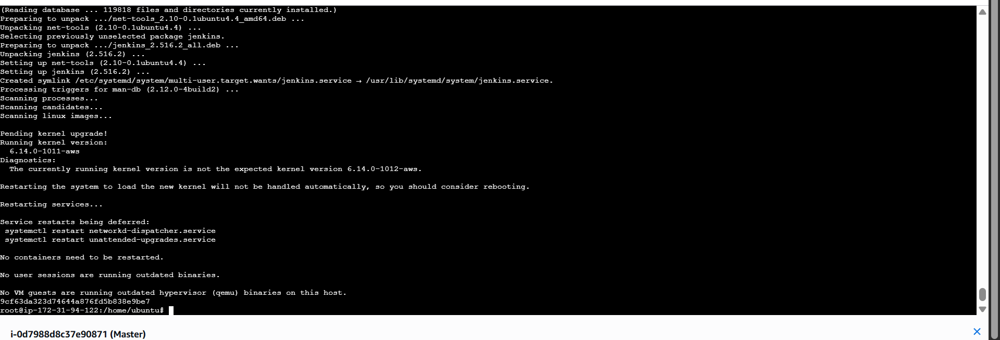 (Reading database ... 119818 files and directories currently installed.)
Preparing to unpack .../net-tools_2.10-0.1ubuntu4.4_amd64.deb ...
Unpacking net-tools (2.10-0.1ubuntu4.4) ...
Selecting previously unselected package jenkins.
Preparing to unpack .../jenkins_2.516.2_all.deb ...
Unpacking jenkins (2.516.2) ...
Setting up net-tools (2.10-0.1ubuntu4.4) ...
Setting up jenkins (2.516.2) ...
Created symlink /etc/systemd/system/multi-user.target.wants/jenkins.service → /usr/lib/systemd/system/jenkins.service.
Processing triggers for man-db (2.12.0-4build2) ...
Scanning processes...
Scanning candidates...
Scanning linux images...
Pending kernel upgrade!
Running kernel version:
  6.14.0-1011-aws
Diagnostics:
  The currently running kernel version is not the expected kernel version 6.14.0-1012-aws.
Restarting the system to load the new kernel will not be handled automatically, so you should consider rebooting.
Restarting services...
Service restarts being deferred:
 systemctl restart networkd-dispatcher.service
 systemctl restart unattended-upgrades.service
No containers need to be restarted.
No user sessions are running outdated binaries.
No VM guests are running outdated hypervisor (qemu) binaries on this host.
9cf63da323d74644a876fd5b838e9be7
root@ip-172-31-94-122:/home/ubuntu#
i-0d7988d8c37e90871 (Master)